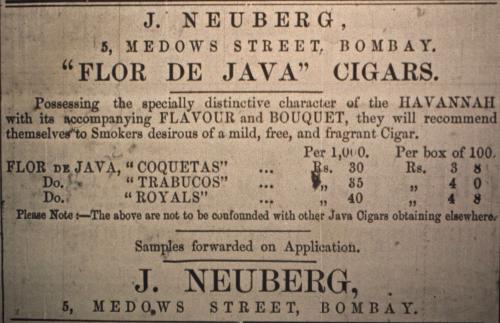 J. NEUBERG,
5, MEDOWS STREET, BOMBAY.
"FLOR DE JAVA" CIGARS.
Possessing the specially distinctive character of the HAVANNAH
with its accompanying FLAVOUR and BOUQUET, they will recommend
themselves to Smokers desirous of a mild, free, and fragrant Cigar.
Per 1,000. Per box of 100.
FLOR DE JAVA, "COQUETAS" ... Rs. 30 Rs. 3 8
Do. "TRABUCOS" ... „ 35 „ 4 0
Do. "ROYALS" ... „ 40 „ 4 8
Please Note :—The above are not to be confounded with other Java Cigars obtaining elsewhere.
Samples forwarded on Application.
J. NEUBERG,
5, MEDOWS STREET, BOMBAY.